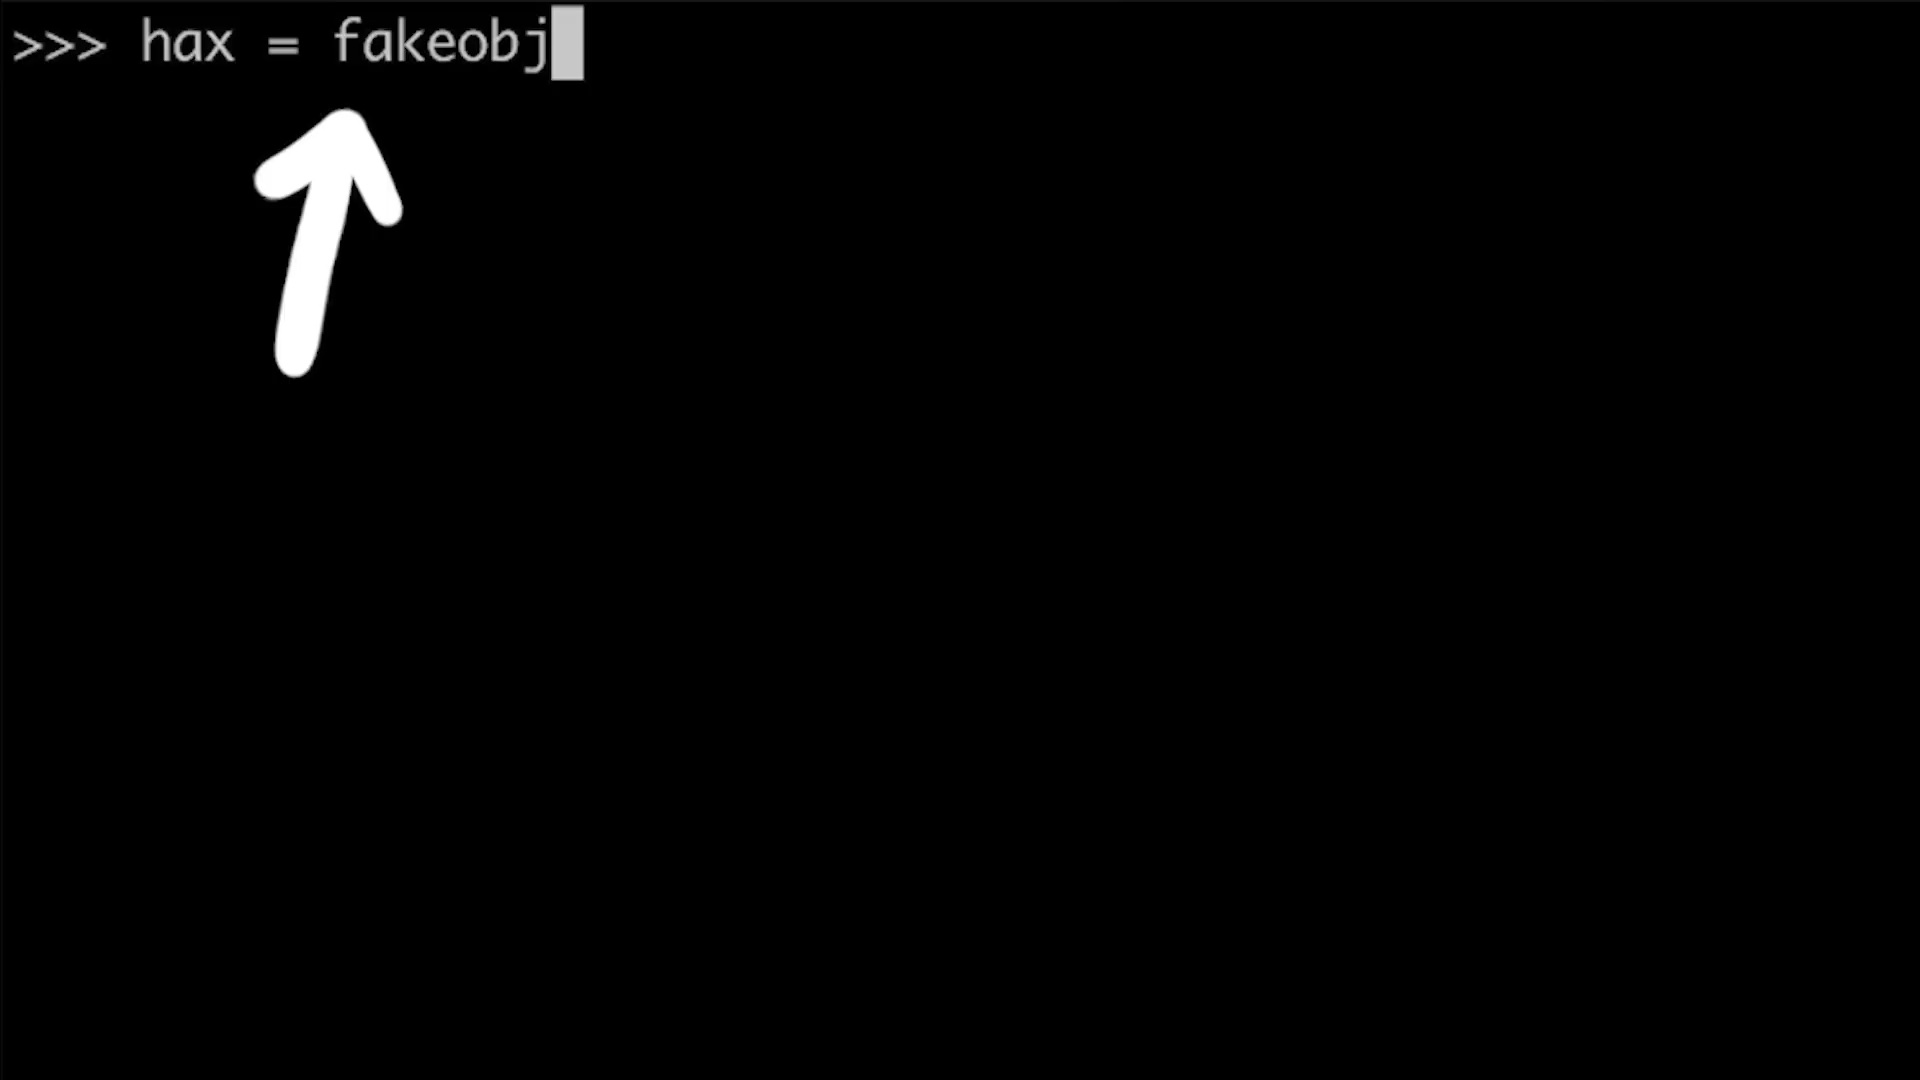 >>> hax = fakeobj